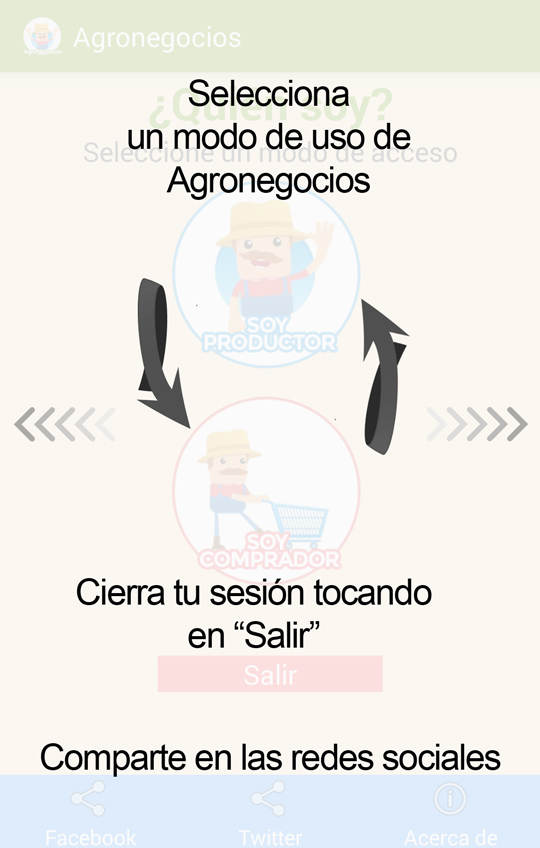 Agronegocios
¿Quién soy?
Selecciona
un modo de uso de
Seleccione un modo de acceso
Agronegocios
SOY
PRODUCTOR
SOY
COMPRADOR
Cierra tu sesión tocando
en “Salir”
Salir
Comparte en las redes sociales
Facebook
Twitter
Acerca de